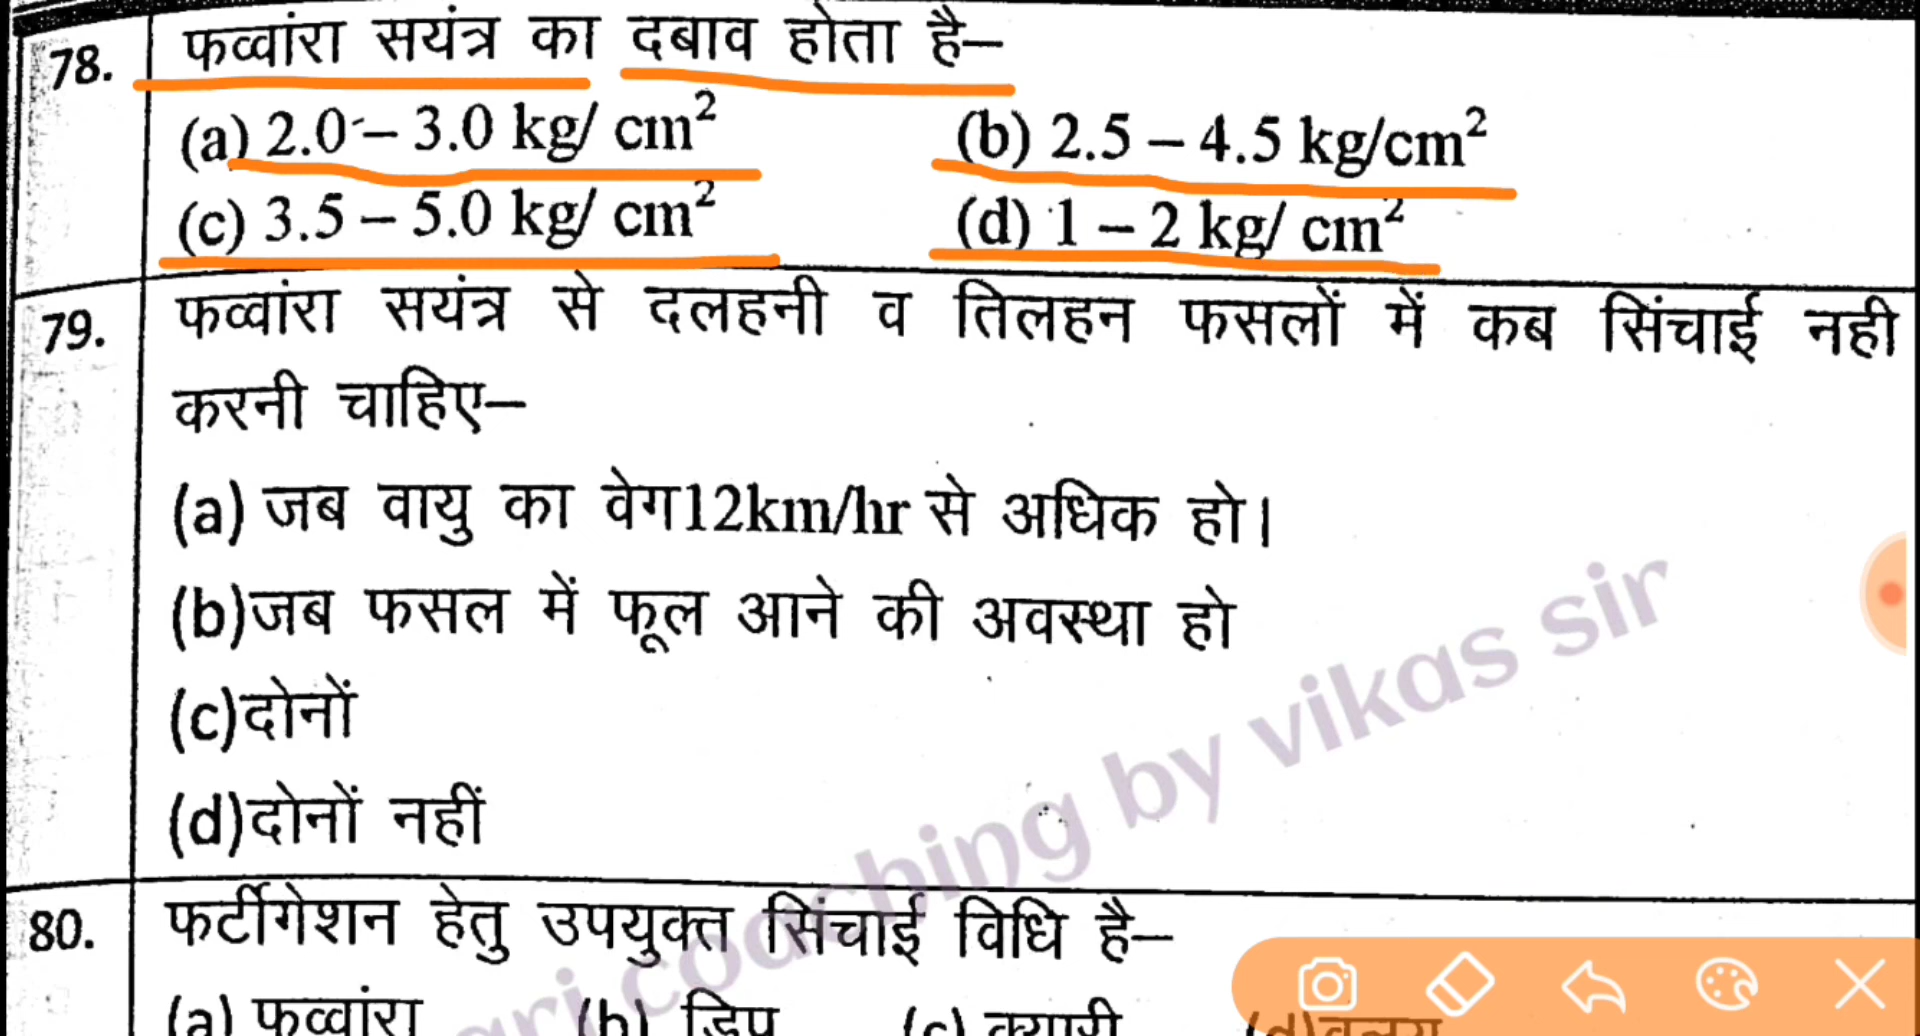 78. फव्वांरा सयंत्र का दबाव होता है–
(a) 2.0 – 3.0 kg/ cm² (b) 2.5 – 4.5 kg/cm²
(c) 3.5 – 5.0 kg/ cm² (d) 1 – 2 kg/ cm²
79. फव्वांरा सयंत्र से दलहनी व तिलहन फसलों में कब सिंचाई नही
करनी चाहिए–
(a) जब वायु का वेग12km/hr से अधिक हो।
(b)जब फसल में फूल आने की अवस्था हो
(c)दोनों
(d)दोनों नहीं
80. फर्टीगेशन हेतु उपयुक्त सिंचाई विधि है–
(a) फव्वांरा (b) ड्रिप (c) क्यारी (d)
coaching by vikas sir